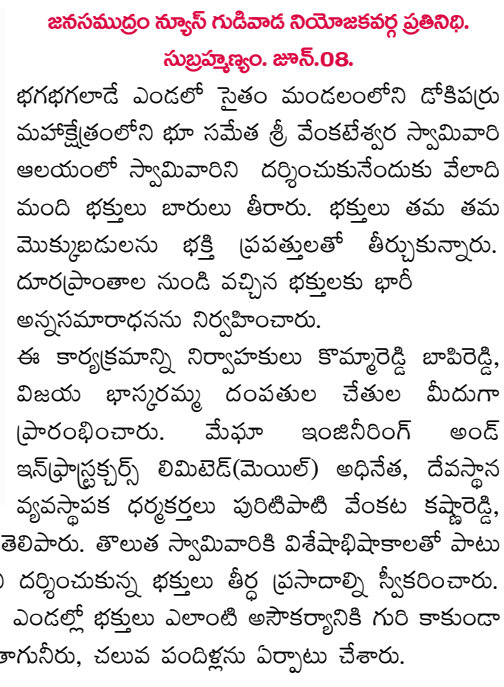 జనసముద్రం న్యూస్ గుడివాడ నియోజకవర్గ ప్రతినిధి.
సుబ్రహ్మణ్యం. జూన్.08.
భగభగలాడే ఎండలో సైతం మండలంలోని డోకిపర్రు
మహాక్షేత్రంలోని భూ సమేత శ్రీ వేంకటేశ్వర స్వామివారి
ఆలయంలో స్వామివారిని దర్శించుకునేందుకు వేలాది
మంది భక్తులు బారులు తీరారు. భక్తులు తమ తమ
మొక్కుబడులను భక్తి ప్రపత్తులతో తీర్చుకున్నారు.
దూరప్రాంతాల నుండి వచ్చిన భక్తులకు భారీ
అన్నసమారాధనను నిర్వహించారు.
ఈ కార్యక్రమాన్ని నిర్వాహకులు కొమ్మారెడ్డి బాపిరెడ్డి,
విజయ భాస్కరమ్మ దంపతుల చేతుల మీదుగా
ప్రారంభించారు. మేఘా ఇంజినీరింగ్ అండ్
ఇన్‌ఫ్రాస్ట్రక్చర్స్ లిమిటెడ్(మెయిల్) అధినేత, దేవస్థాన
వ్యవస్థాపక ధర్మకర్తలు పురిటిపాటి వేంకట కష్ణారెడ్డి,
తెలిపారు. తొలుత స్వామివారికి విశేషాభిషాకాలతో పాటు
దర్శించుకున్న భక్తులు తీర్ధ ప్రసాదాల్ని స్వీకరించారు.
ఎండల్లో భక్తులు ఎలాంటి అసౌకర్యానికి గురి కాకుండా
తాగునీరు, చలువ పందిళ్లను ఏర్పాటు చేశారు.